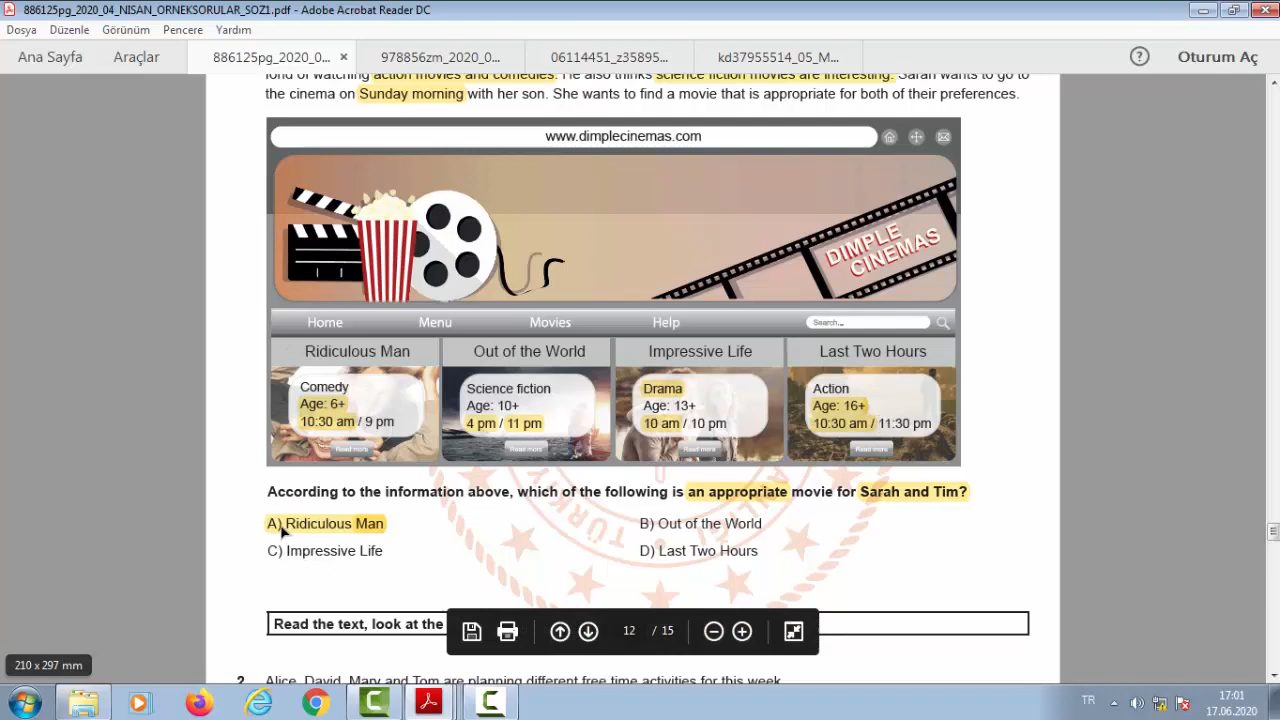 886125pg_2020_04_NISAN_ORNEKSORULAR_SOZ1.pdf - Adobe Acrobat Reader DC
Dosya Düzenle Görünüm Pencere Yardım
Ana Sayfa Araçlar 886125pg_2020_0... × 978856zm_2020_0... 06114451_z35895... kd37955514_05_M... Oturum Aç
fond of watching action movies and comedies. He also thinks science fiction movies are interesting. Sarah wants to go to
the cinema on Sunday morning with her son. She wants to find a movie that is appropriate for both of their preferences.
www.dimplecinemas.com
DIMPLE
CINEMAS
Home Menu Movies Help Search...
Ridiculous Man
Comedy
Age: 6+
10:30 am / 9 pm
Read more
Out of the World
Science fiction
Age: 10+
4 pm / 11 pm
Read more
Impressive Life
Drama
Age: 13+
10 am / 10 pm
Read more
Last Two Hours
Action
Age: 16+
10:30 am / 11:30 pm
Read more
According to the information above, which of the following is an appropriate movie for Sarah and Tim?
A) Ridiculous Man B) Out of the World
C) Impressive Life D) Last Two Hours
Read the text, look at the
12 / 15
210 x 297 mm
2. Alice, David, Mary and Tom are planning different free time activities for this week.
TÜRKİY
TR 17:01
17.06.2020